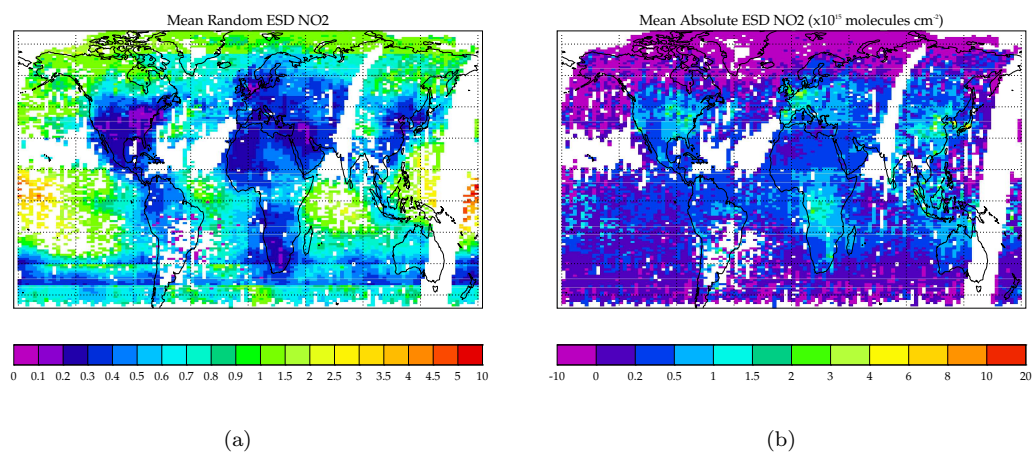 Mean Random ESD NO2
Mean Absolute ESD NO2 (x10¹⁵ molecules cm⁻²)
0 0.1 0.2 0.3 0.4 0.5 0.6 0.7 0.8 0.9 1 1.5 2 2.5 3 3.5 4 4.5 5 10
-10 0 0.2 0.5 1 1.5 2 3 4 6 8 10 20
(a)
(b)